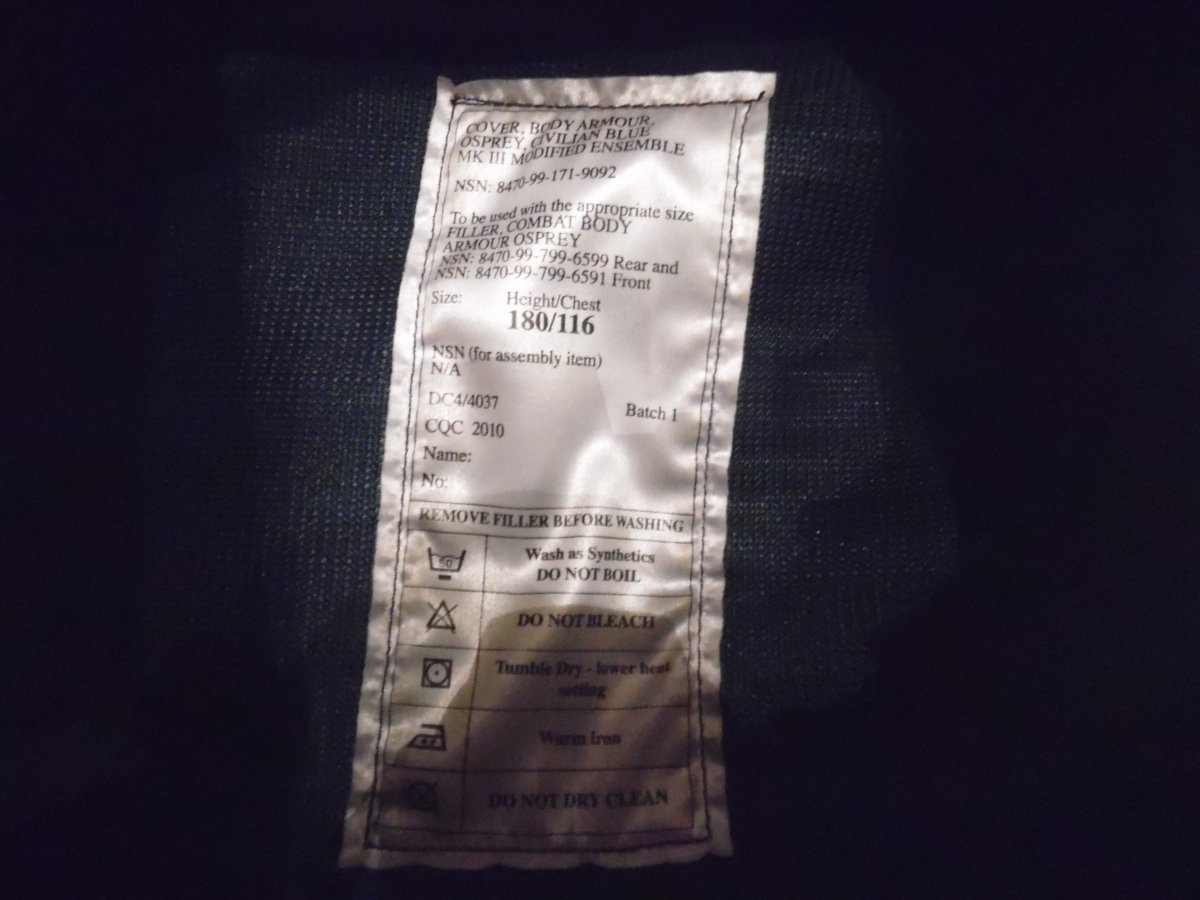 COVER, BODY ARMOUR,
OSPREY, CIVILIAN BLUE
MK III MODIFIED ENSEMBLE
NSN: 8470-99-171-9092
To be used with the appropriate size
FILLER, COMBAT BODY
ARMOUR OSPREY
NSN: 8470-99-799-6599 Rear and
NSN: 8470-99-799-6591 Front
Size: Height/Chest
180/116
NSN (for assembly item)
N/A
DC4/4037 Batch 1
CQC 2010
Name:
No:
REMOVE FILLER BEFORE WASHING
Wash as Synthetics
DO NOT BOIL
DO NOT BLEACH
Tumble Dry - lower heat
setting
Warm Iron
DO NOT DRY CLEAN